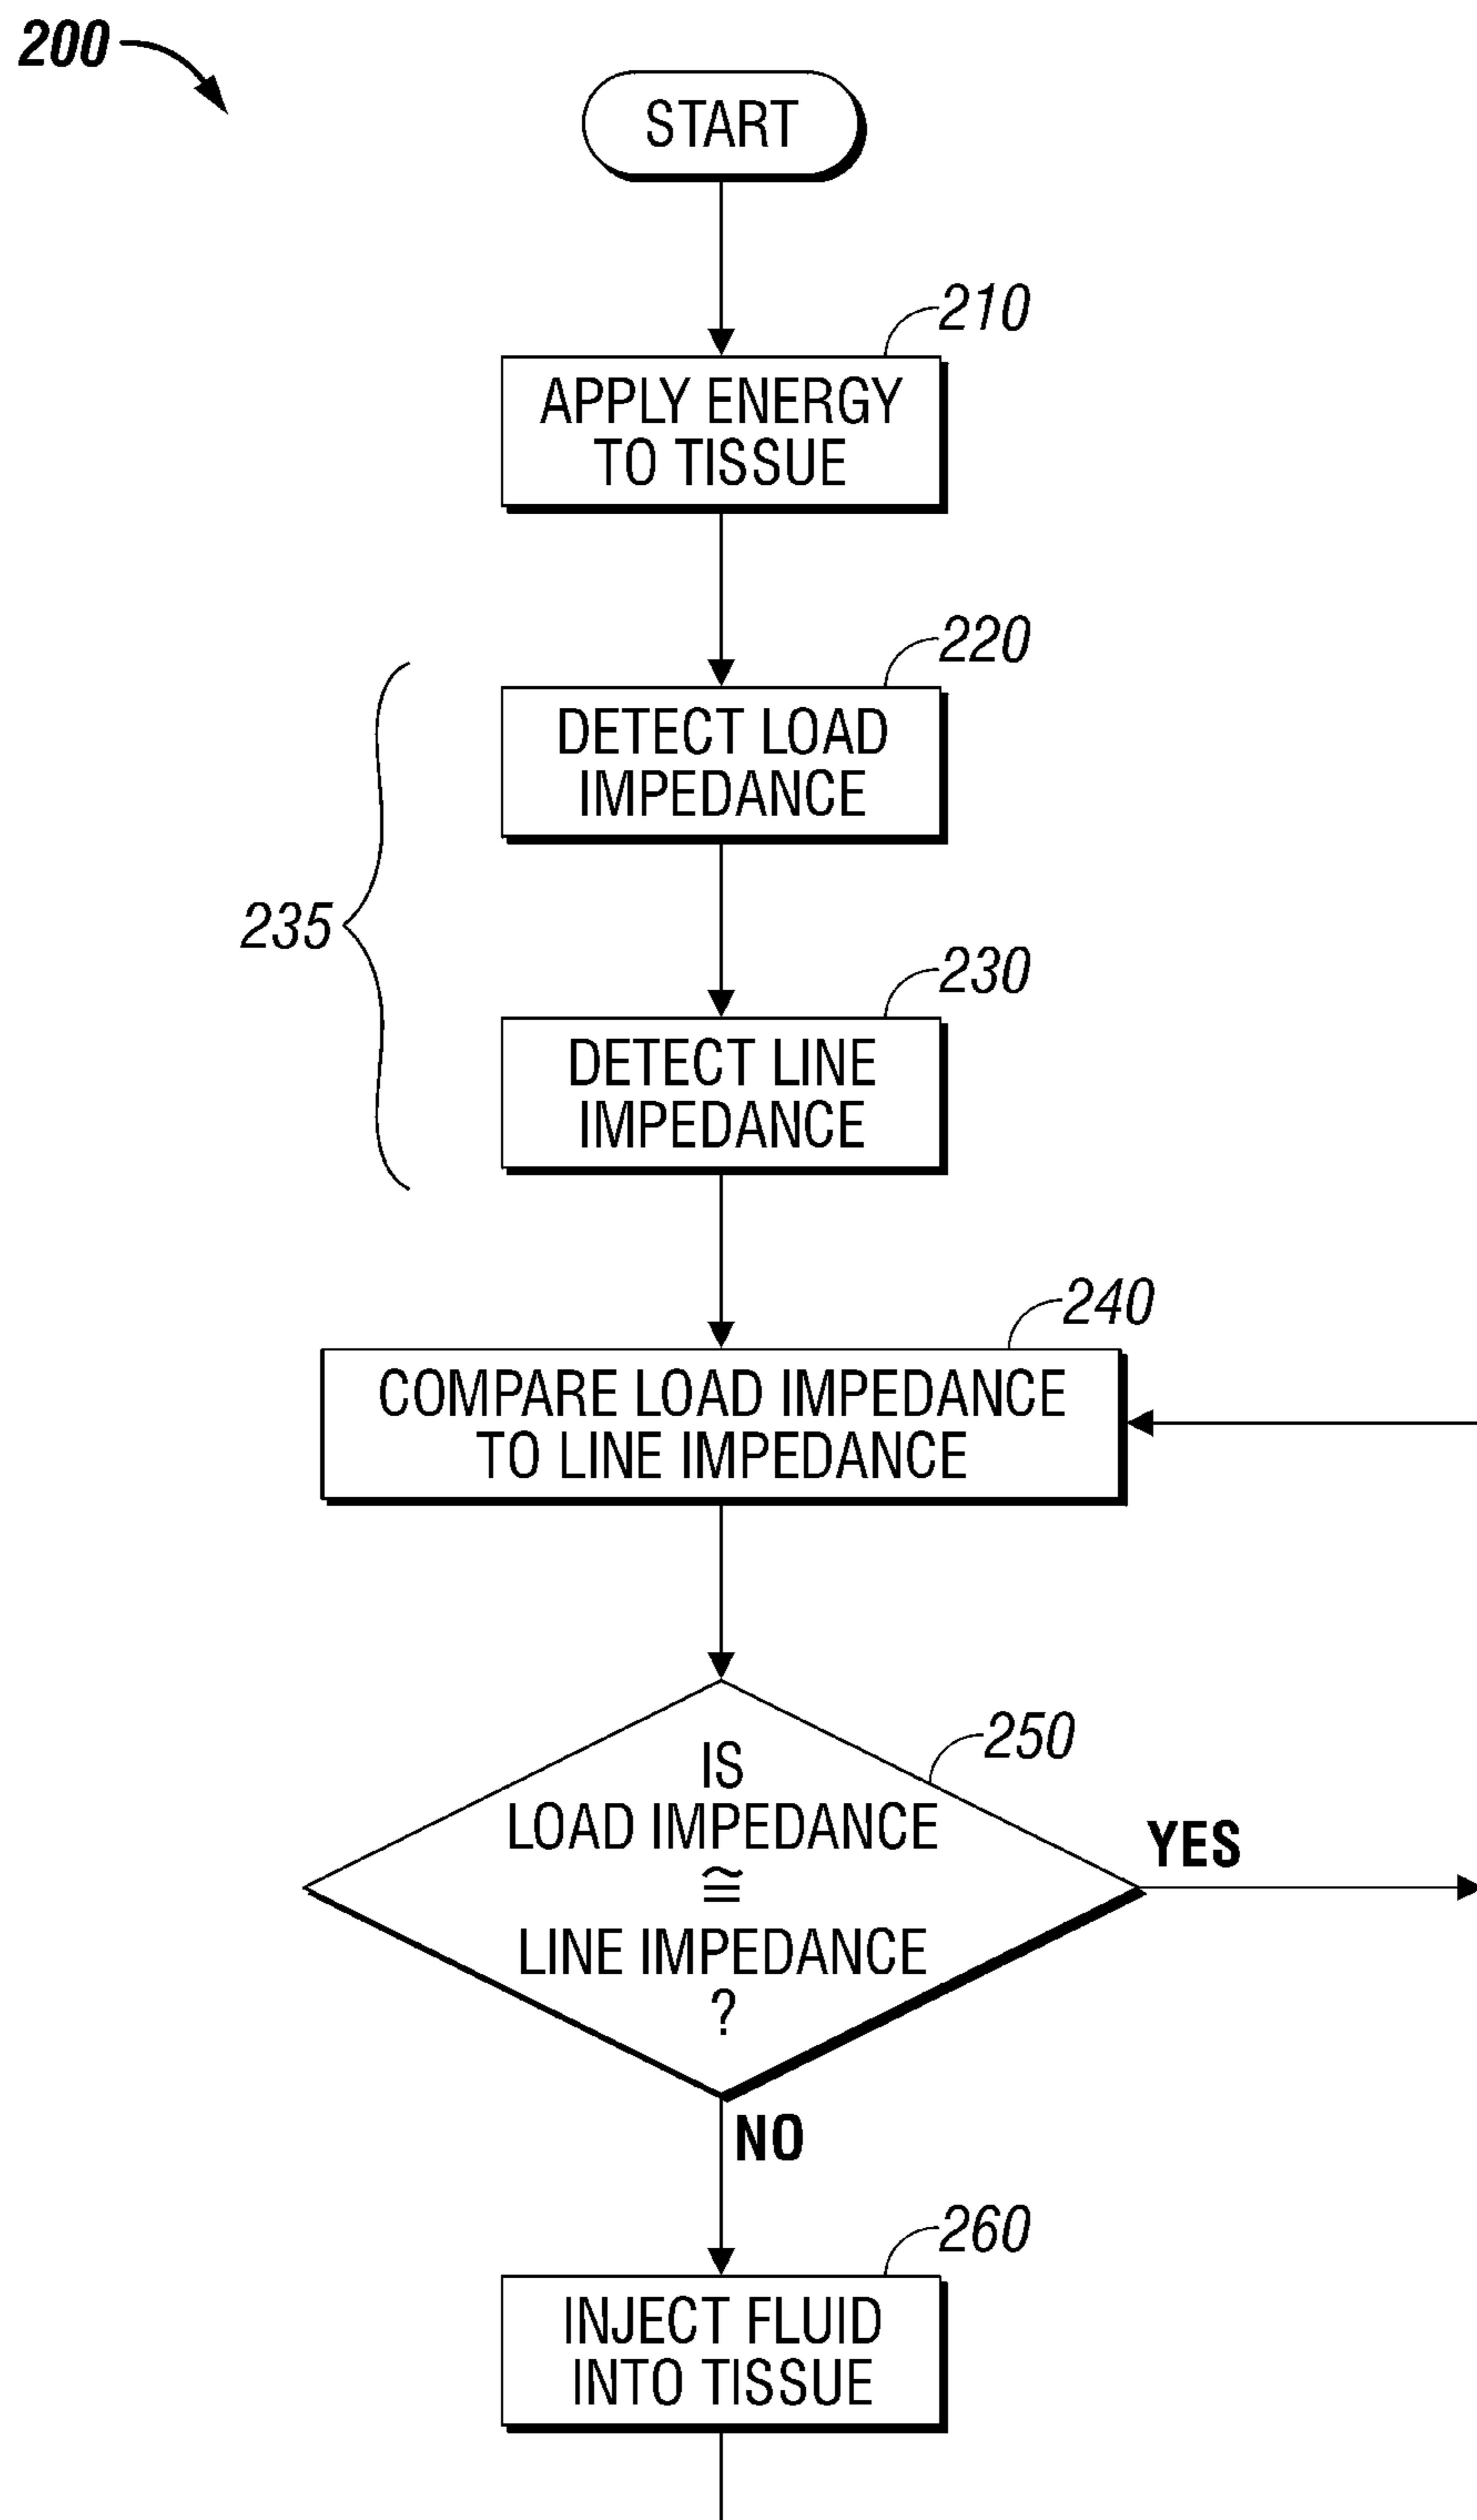 200
START
210
APPLY ENERGY
TO TISSUE
220
DETECT LOAD
IMPEDANCE
235
230
DETECT LINE
IMPEDANCE
240
COMPARE LOAD IMPEDANCE
TO LINE IMPEDANCE
250
IS
LOAD IMPEDANCE
≅
LINE IMPEDANCE
?
YES
NO
260
INJECT FLUID
INTO TISSUE